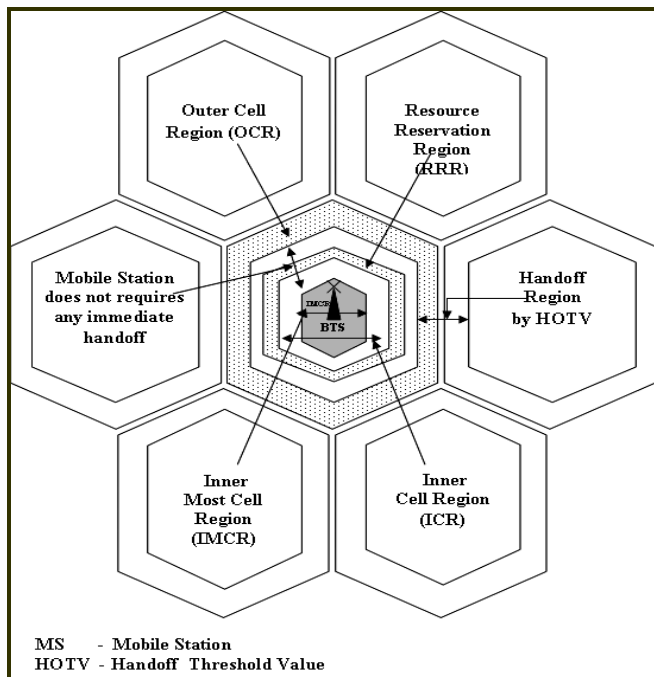 Outer Cell
Region (OCR)
Resource
Reservation
Region
(RRR)
Mobile Station
does not requires
any immediate
handoff
IMCR
BTS
Handoff
Region
by HOTV
Inner
Most Cell
Region
(IMCR)
Inner
Cell Region
(ICR)
MS - Mobile Station
HOTV - Handoff Threshold Value